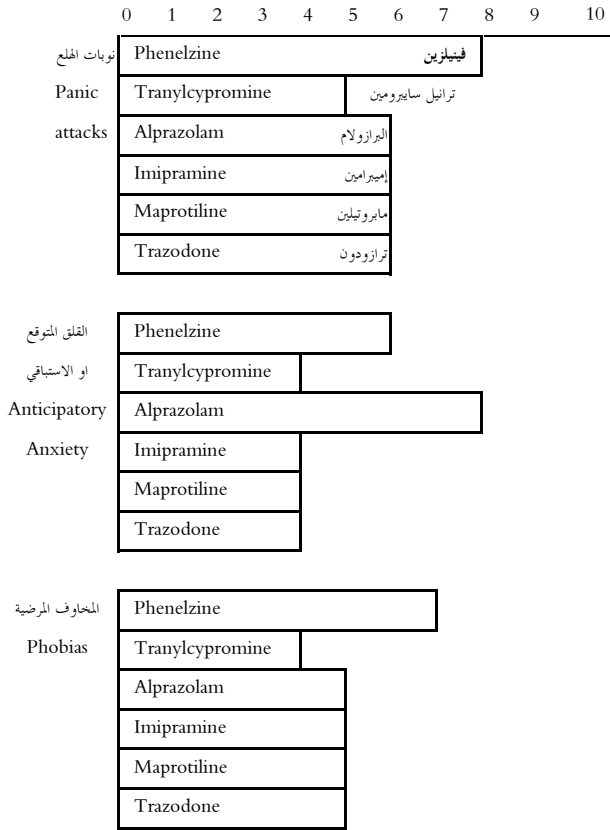 0 1 2 3 4 5 6 7 8 9 10
نوبات الهلع Phenelzine فينيلزين
Panic Tranylcypromine ترانيل سايبرومين
attacks Alprazolam البرازولام
Imipramine إميبرامين
Maprotiline مابروتيلين
Trazodone ترازودون
القلق المتوقع Phenelzine
او الاستباقي Tranylcypromine
Anticipatory Alprazolam
Anxiety Imipramine
Maprotiline
Trazodone
المخاوف المرضية Phenelzine
Phobias Tranylcypromine
Alprazolam
Imipramine
Maprotiline
Trazodone